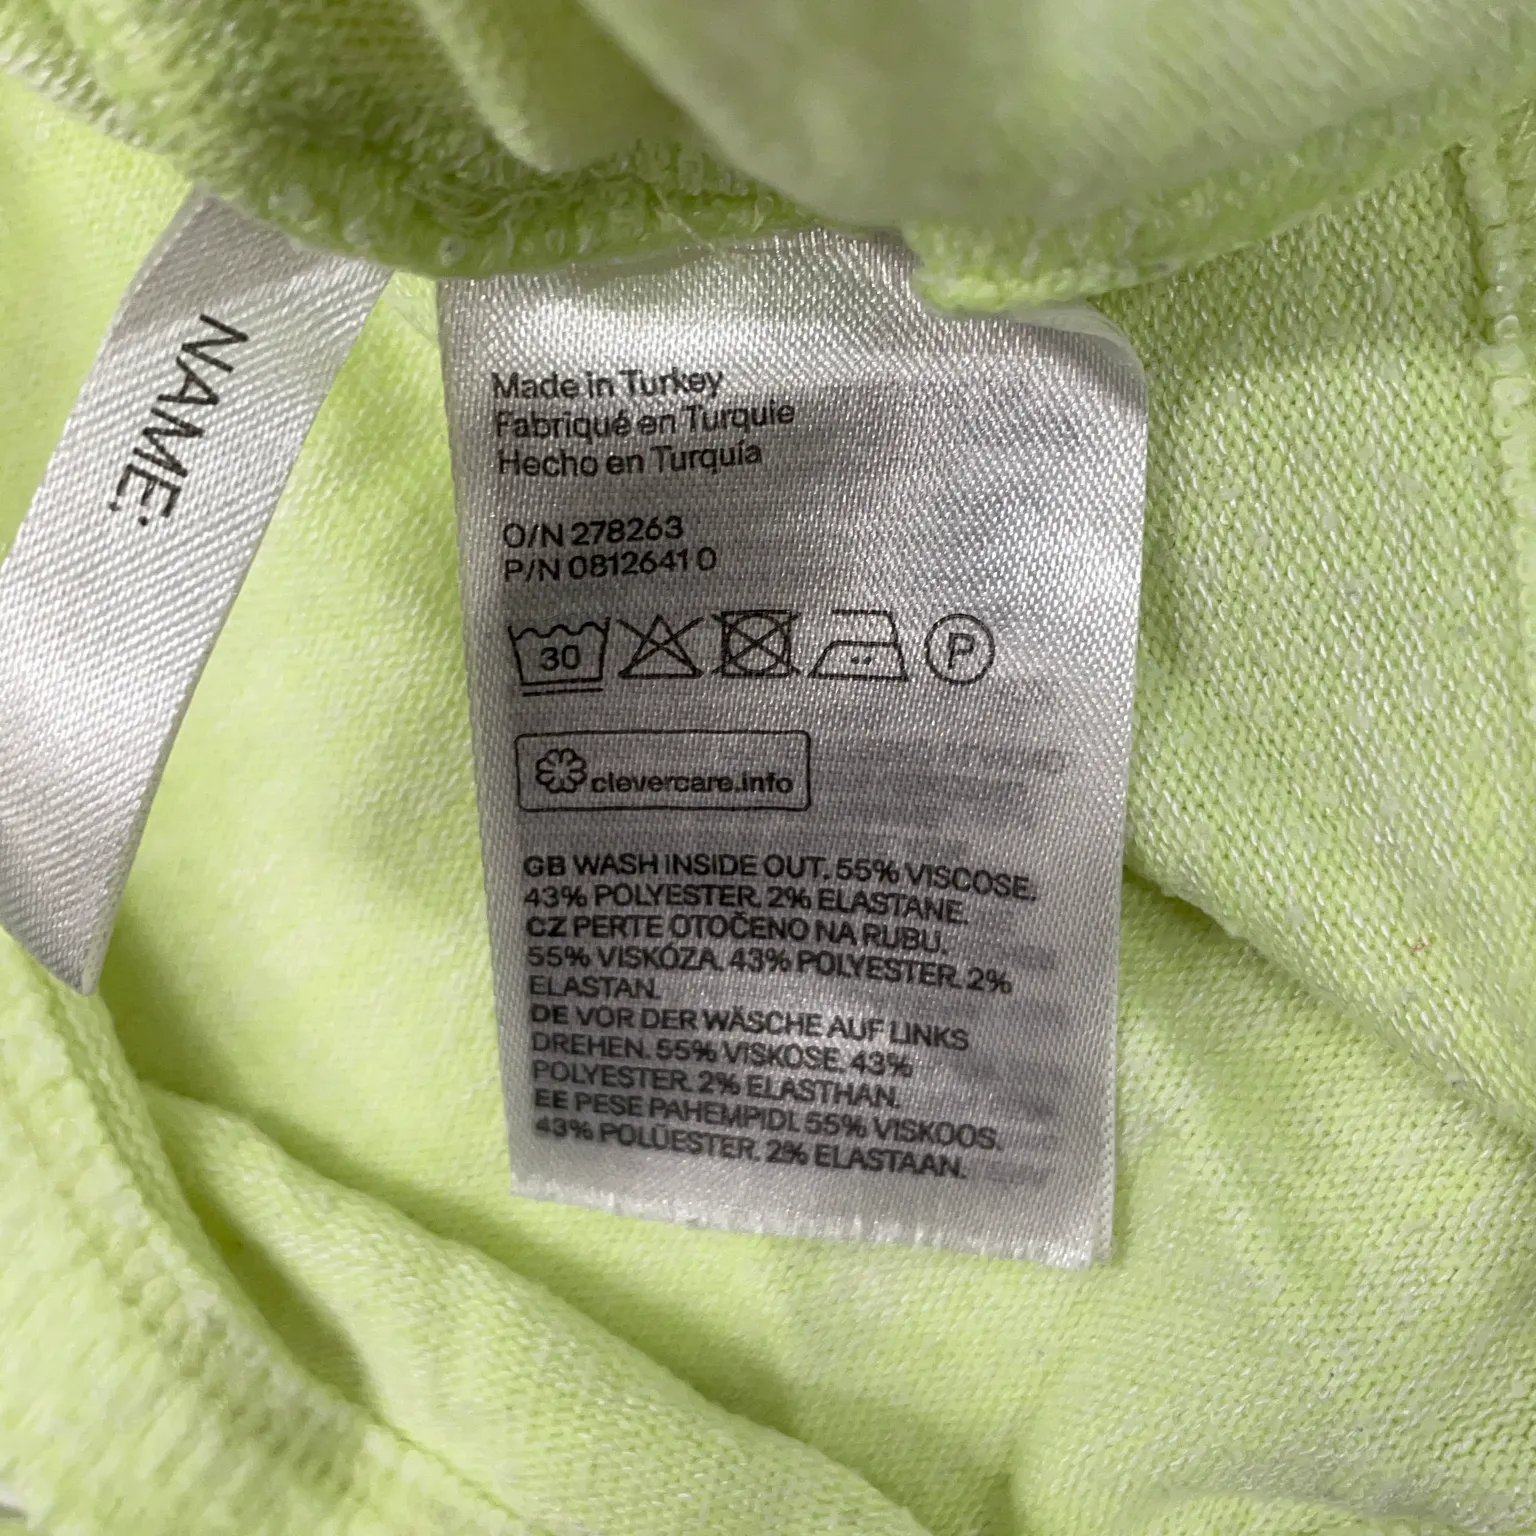 NAME:
Made in Turkey
Fabriqué en Turquie
Hecho en Turquía
O/N 278263
P/N 0812641 0
30 P
clevercare.info
GB WASH INSIDE OUT. 55% VISCOSE.
43% POLYESTER. 2% ELASTANE.
CZ PERTE OTOČENO NA RUBU.
55% VISKÓZA. 43% POLYESTER. 2%
ELASTAN.
DE VOR DER WÄSCHE AUF LINKS
DREHEN. 55% VISKOSE. 43%
POLYESTER. 2% ELASTHAN.
EE PESE PAHEMPIDI. 55% VISKOOS.
43% POLÜESTER. 2% ELASTAAN.